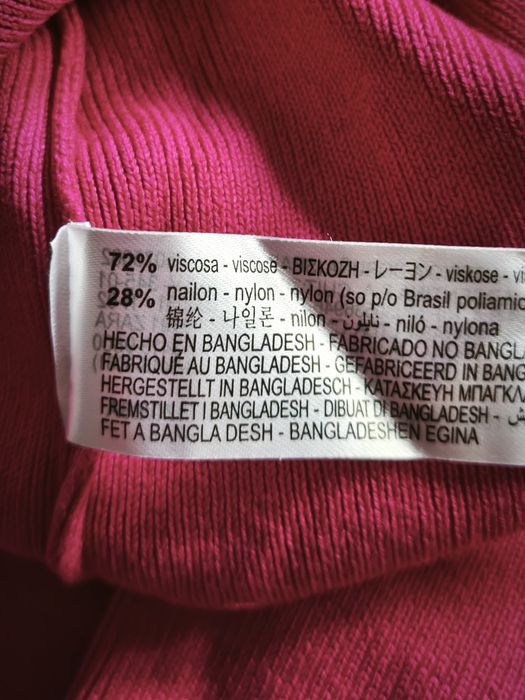 72% viscosa - viscose - ΒΙΣΚΟΖΗ - レーヨン - viskose -
28% nailon - nylon - nylon (so p/o Brasil poliamic
锦纶 - 나일론 - nilon - نايلون - niló - nylona
HECHO EN BANGLADESH - FABRICADO NO BANGL
FABRIQUÉ AU BANGLADESH - GEFABRICEERD IN BANG
HERGESTELLT IN BANGLADESCH - ΚΑΤΑΣΚΕΥΗ ΜΠΑΓΚΛ
FREMSTILLET I BANGLADESH - DIBUAT DI BANGLADESH -
FET A BANGLA DESH - BANGLADESHEN EGINA